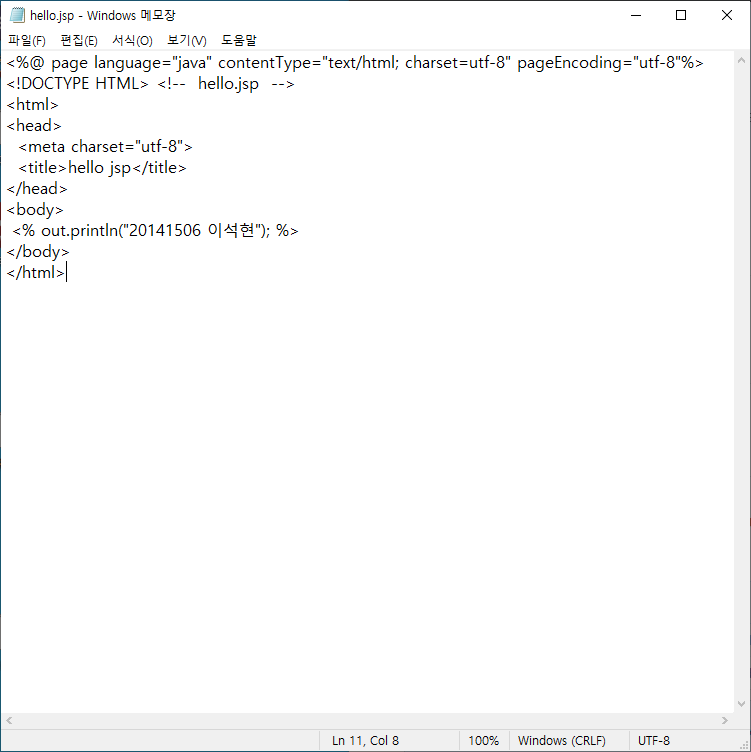 hello.jsp - Windows 메모장
파일(F) 편집(E) 서식(O) 보기(V) 도움말
<%@ page language="java" contentType="text/html; charset=utf-8" pageEncoding="utf-8"%>
<!DOCTYPE HTML> <!-- hello.jsp -->
<html>
<head>
<meta charset="utf-8">
<title>hello jsp</title>
</head>
<body>
<% out.println("20141506 이석현"); %>
</body>
</html>
Ln 11, Col 8 100% Windows (CRLF) UTF-8